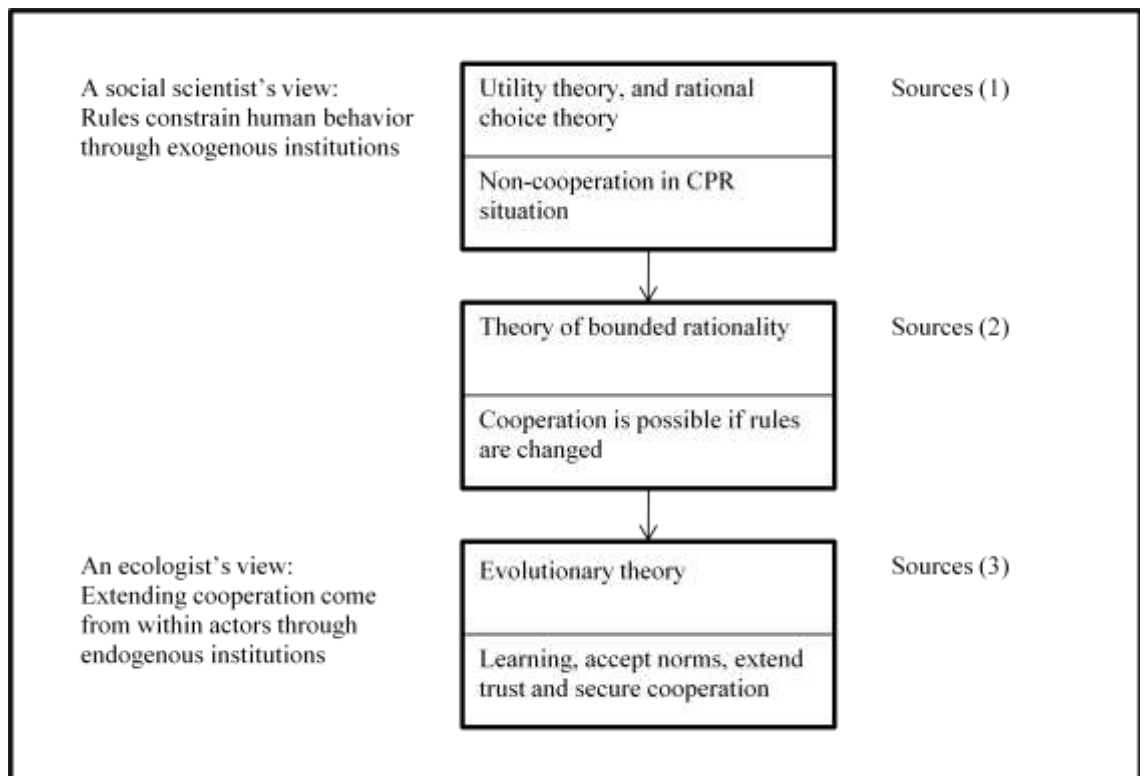 A social scientist's view:
Rules constrain human behavior
through exogenous institutions
Utility theory, and rational
choice theory
Sources (1)
Non-cooperation in CPR
situation
Theory of bounded rationality
Sources (2)
Cooperation is possible if rules
are changed
An ecologist's view:
Extending cooperation come
from within actors through
endogenous institutions
Evolutionary theory
Sources (3)
Learning, accept norms, extend
trust and secure cooperation